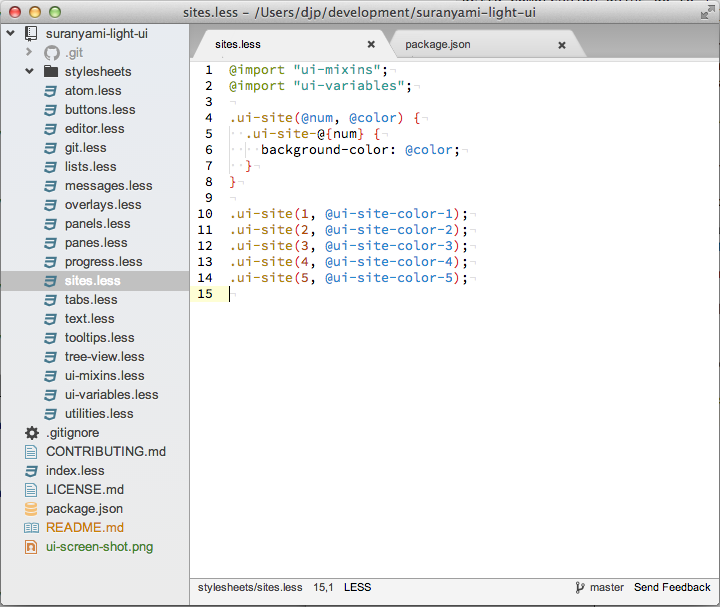 sites.less – /Users/djp/development/suranyami-light-ui
suranyami-light-ui
.git
stylesheets
atom.less
buttons.less
editor.less
git.less
lists.less
messages.less
overlays.less
panels.less
panes.less
progress.less
sites.less
tabs.less
text.less
tooltips.less
tree-view.less
ui-mixins.less
ui-variables.less
utilities.less
.gitignore
CONTRIBUTING.md
index.less
LICENSE.md
package.json
README.md
ui-screen-shot.png
sites.less
package.json
1 @import "ui-mixins";¬
2 @import "ui-variables";¬
3 ¬
4 .ui-site(@num, @color) {¬
5 .ui-site-@{num} {¬
6 background-color: @color;¬
7 }¬
8 }¬
9 ¬
10 .ui-site(1, @ui-site-color-1);¬
11 .ui-site(2, @ui-site-color-2);¬
12 .ui-site(3, @ui-site-color-3);¬
13 .ui-site(4, @ui-site-color-4);¬
14 .ui-site(5, @ui-site-color-5);¬
15 ¬
stylesheets/sites.less 15,1 LESS master Send Feedback